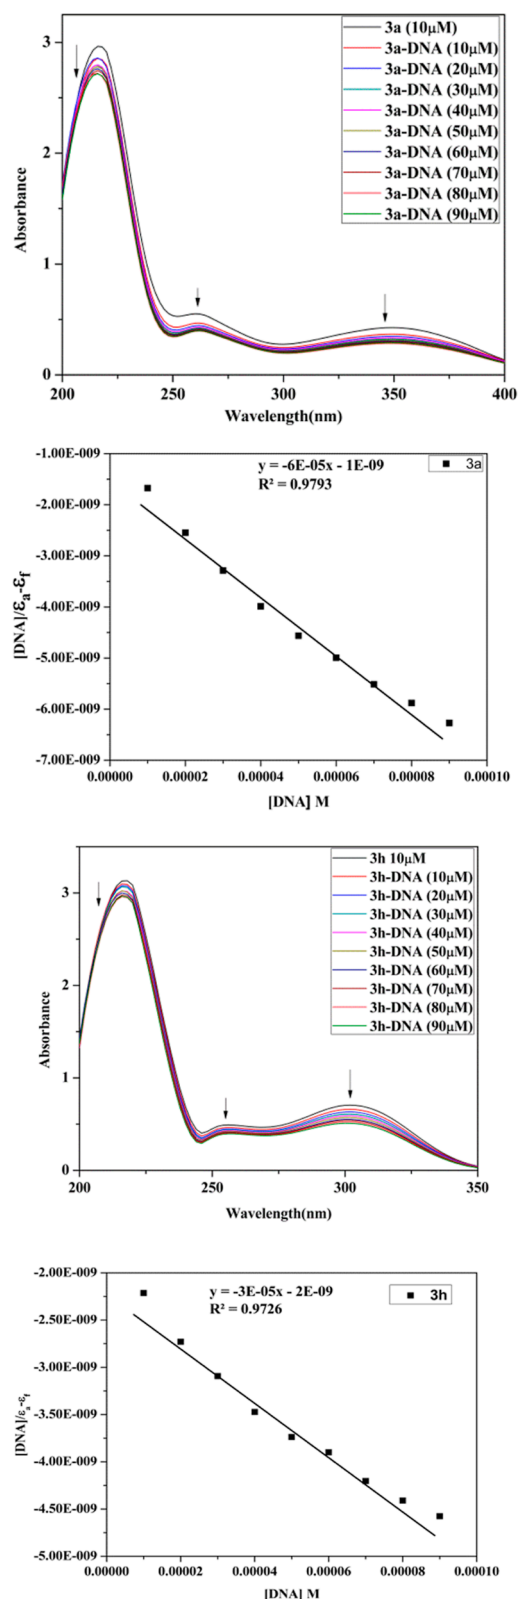 3a (10μM)
3a-DNA (10μM)
3a-DNA (20μM)
3a-DNA (30μM)
3a-DNA (40μM)
3a-DNA (50μM)
3a-DNA (60μM)
3a-DNA (70μM)
3a-DNA (80μM)
3a-DNA (90μM)
3
2
1
0
Absorbance
200 250 300 350 400
Wavelength(nm)
-1.00E-009
-2.00E-009
-3.00E-009
-4.00E-009
-5.00E-009
-6.00E-009
-7.00E-009
[DNA]/εa-εf
y = -6E-05x - 1E-09
R² = 0.9793
3a
0.00000 0.00002 0.00004 0.00006 0.00008 0.00010
[DNA] M
3h 10μM
3h-DNA (10μM)
3h-DNA (20μM)
3h-DNA (30μM)
3h-DNA (40μM)
3h-DNA (50μM)
3h-DNA (60μM)
3h-DNA (70μM)
3h-DNA (80μM)
3h-DNA (90μM)
3
2
1
0
Absorbance
200 250 300 350
Wavelength(nm)
-2.00E-009
-2.50E-009
-3.00E-009
-3.50E-009
-4.00E-009
-4.50E-009
-5.00E-009
[DNA]/εa-εf
y = -3E-05x - 2E-09
R² = 0.9726
3h
0.00000 0.00002 0.00004 0.00006 0.00008 0.00010
[DNA] M